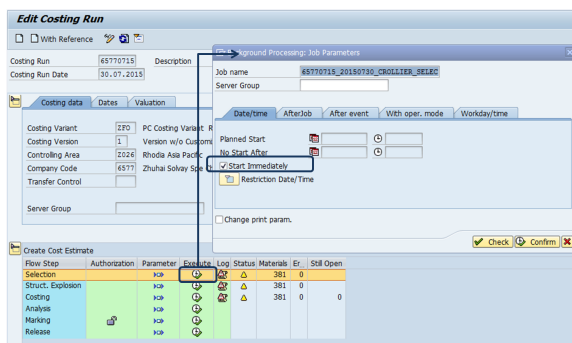 Edit Costing Run
With Reference
Costing Run 65770715 Description
Costing Run Date 30.07.2015
Costing data Dates Valuation
Costing Variant ZFO PC Costing Variant R
Costing Version 1 Version w/o Customi
Controlling Area Z026 Rhodia Asia Pacific
Company Code 6577 Zhuhai Solvay Spe Ch
Transfer Control
Server Group
Background Processing: Job Parameters
Job name 65770715_20150730_CROLLIER_SELEC
Server Group
Date/time AfterJob After event With oper. mode Workday/time
Planned Start
No Start After
Start Immediately
Restriction Date/Time
Change print param.
Check Confirm
Create Cost Estimate
Flow Step Authorization Parameter Execute Log Status Materials Er_ Still Open
Selection 381 0
Struct. Explosion 381 0
Costing 381 0 0
Analysis
Marking
Release